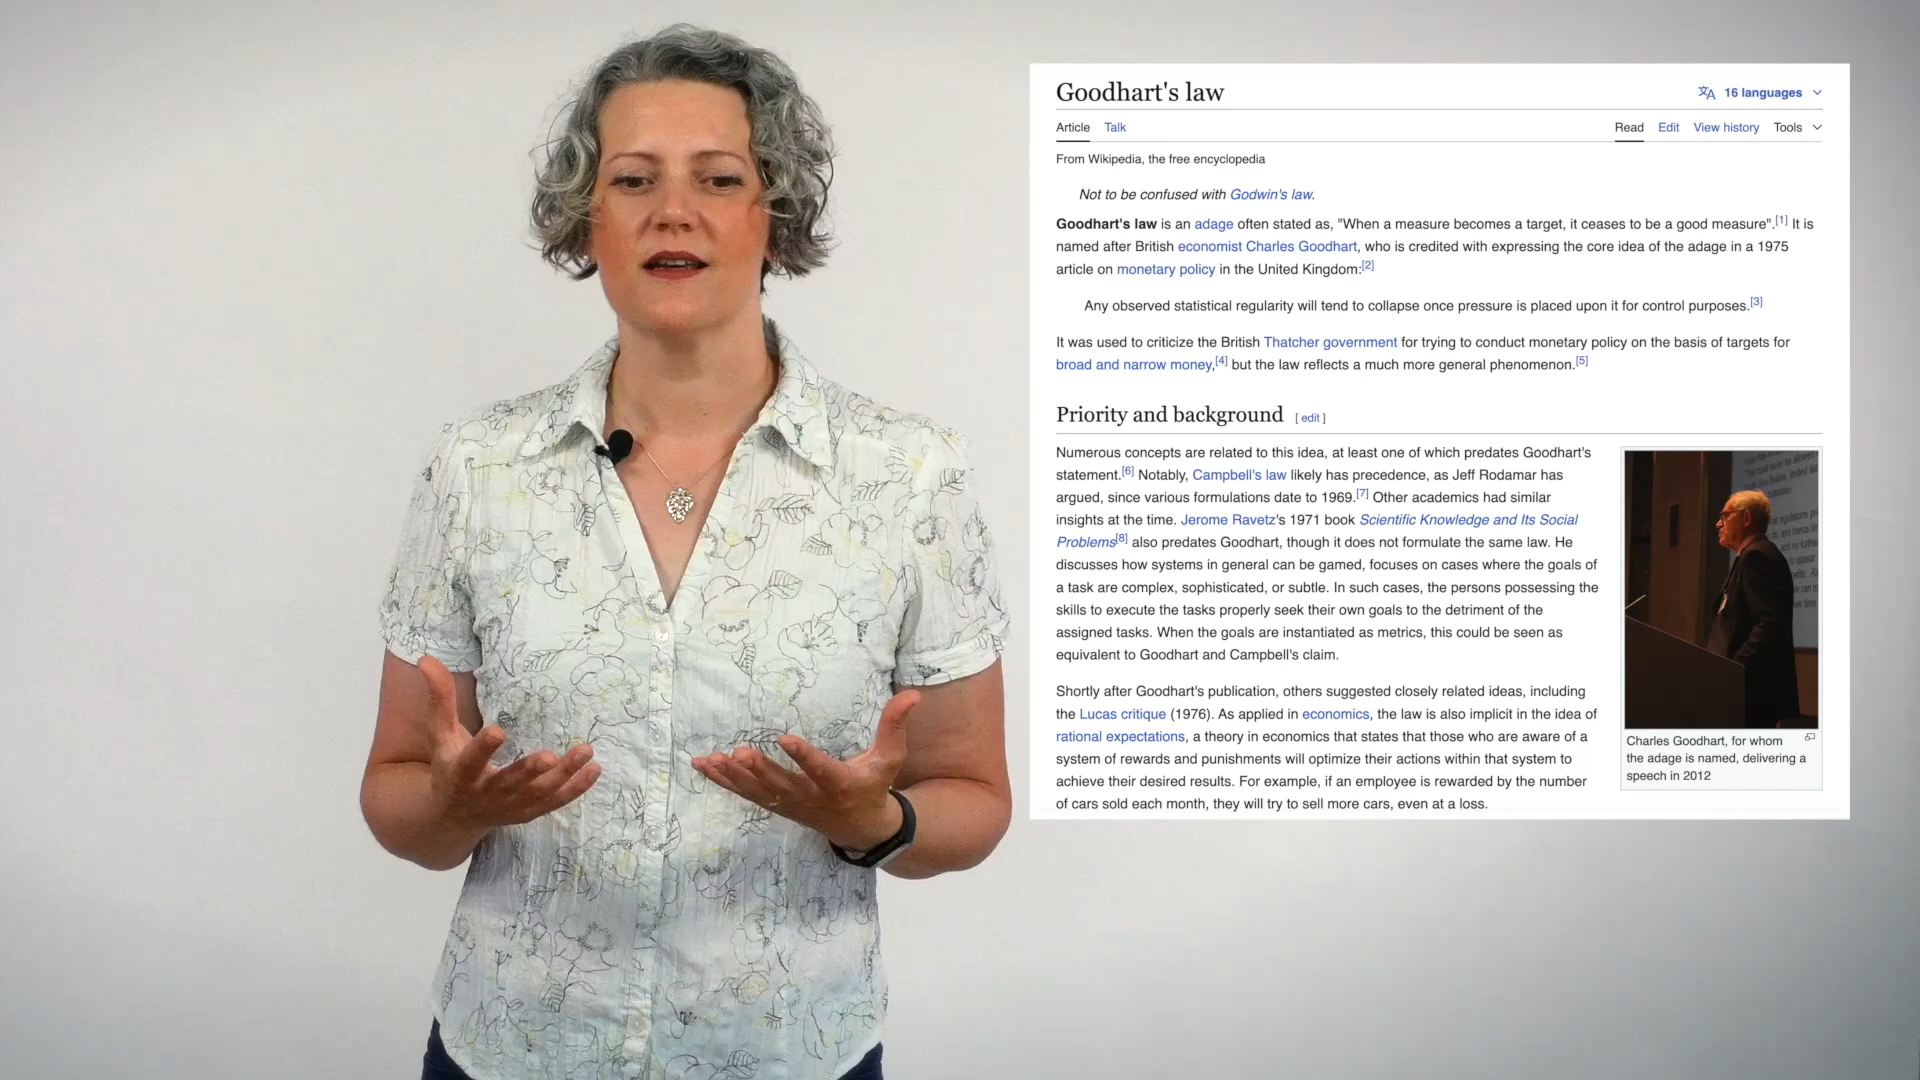 Goodhart's law
16 languages
Article Talk Read Edit View history Tools
From Wikipedia, the free encyclopedia
Not to be confused with Godwin's law.
Goodhart's law is an adage often stated as, "When a measure becomes a target, it ceases to be a good measure".[1] It is
named after British economist Charles Goodhart, who is credited with expressing the core idea of the adage in a 1975
article on monetary policy in the United Kingdom:[2]
Any observed statistical regularity will tend to collapse once pressure is placed upon it for control purposes.[3]
It was used to criticize the British Thatcher government for trying to conduct monetary policy on the basis of targets for
broad and narrow money,[4] but the law reflects a much more general phenomenon.[5]
Priority and background [ edit ]
Numerous concepts are related to this idea, at least one of which predates Goodhart's
statement.[6] Notably, Campbell's law likely has precedence, as Jeff Rodamar has
argued, since various formulations date to 1969.[7] Other academics had similar
insights at the time. Jerome Ravetz's 1971 book Scientific Knowledge and Its Social
Problems[8] also predates Goodhart, though it does not formulate the same law. He
discusses how systems in general can be gamed, focuses on cases where the goals of
a task are complex, sophisticated, or subtle. In such cases, the persons possessing the
skills to execute the tasks properly seek their own goals to the detriment of the
assigned tasks. When the goals are instantiated as metrics, this could be seen as
equivalent to Goodhart and Campbell's claim.
Shortly after Goodhart's publication, others suggested closely related ideas, including
the Lucas critique (1976). As applied in economics, the law is also implicit in the idea of
rational expectations, a theory in economics that states that those who are aware of a
system of rewards and punishments will optimize their actions within that system to
achieve their desired results. For example, if an employee is rewarded by the number
of cars sold each month, they will try to sell more cars, even at a loss.
Charles Goodhart, for whom
the adage is named, delivering a
speech in 2012